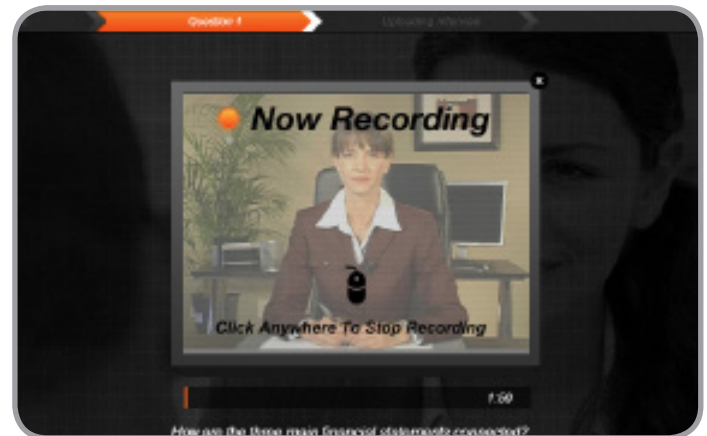 Question 1
Uploading Interview
Now Recording
Click Anywhere To Stop Recording
1:59
How are the three main financial statements connected?